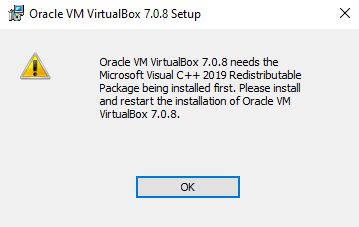 Oracle VM VirtualBox 7.0.8 Setup
Oracle VM VirtualBox 7.0.8 needs the
Microsoft Visual C++ 2019 Redistributable
Package being installed first. Please install
and restart the installation of Oracle VM
VirtualBox 7.0.8.
OK